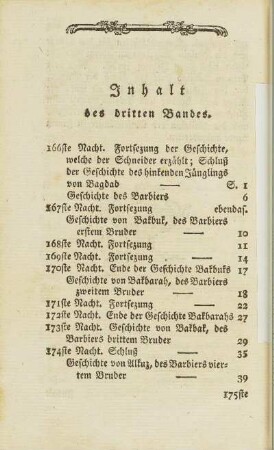 Inhalt
des dritten Bandes.
166ste Nacht. Fortsezung der Geschichte,
welche der Schneider erzählt; Schluß
der Geschichte des hinkenden Jünglings
von Bagdad — S. 1
Geschichte des Barbiers 6
167ste Nacht. Fortsezung ebendas.
Geschichte von Bakbuk, des Barbiers
erstem Bruder — 10
168ste Nacht. Fortsezung — 11
169ste Nacht. Fortsezung — 14
170ste Nacht. Ende der Geschichte Bakbuks 17
Geschichte von Bakbarah, des Barbiers
zweitem Bruder — 18
171ste Nacht. Fortsezung — 22
172ste Nacht. Ende der Geschichte Bakbarahs 27
173ste Nacht. Geschichte von Bakbak, des
Barbiers drittem Bruder 29
174ste Nacht. Schluß — 35
Geschichte von Alkuz, des Barbiers vier-
tem Bruder — 39
175ste